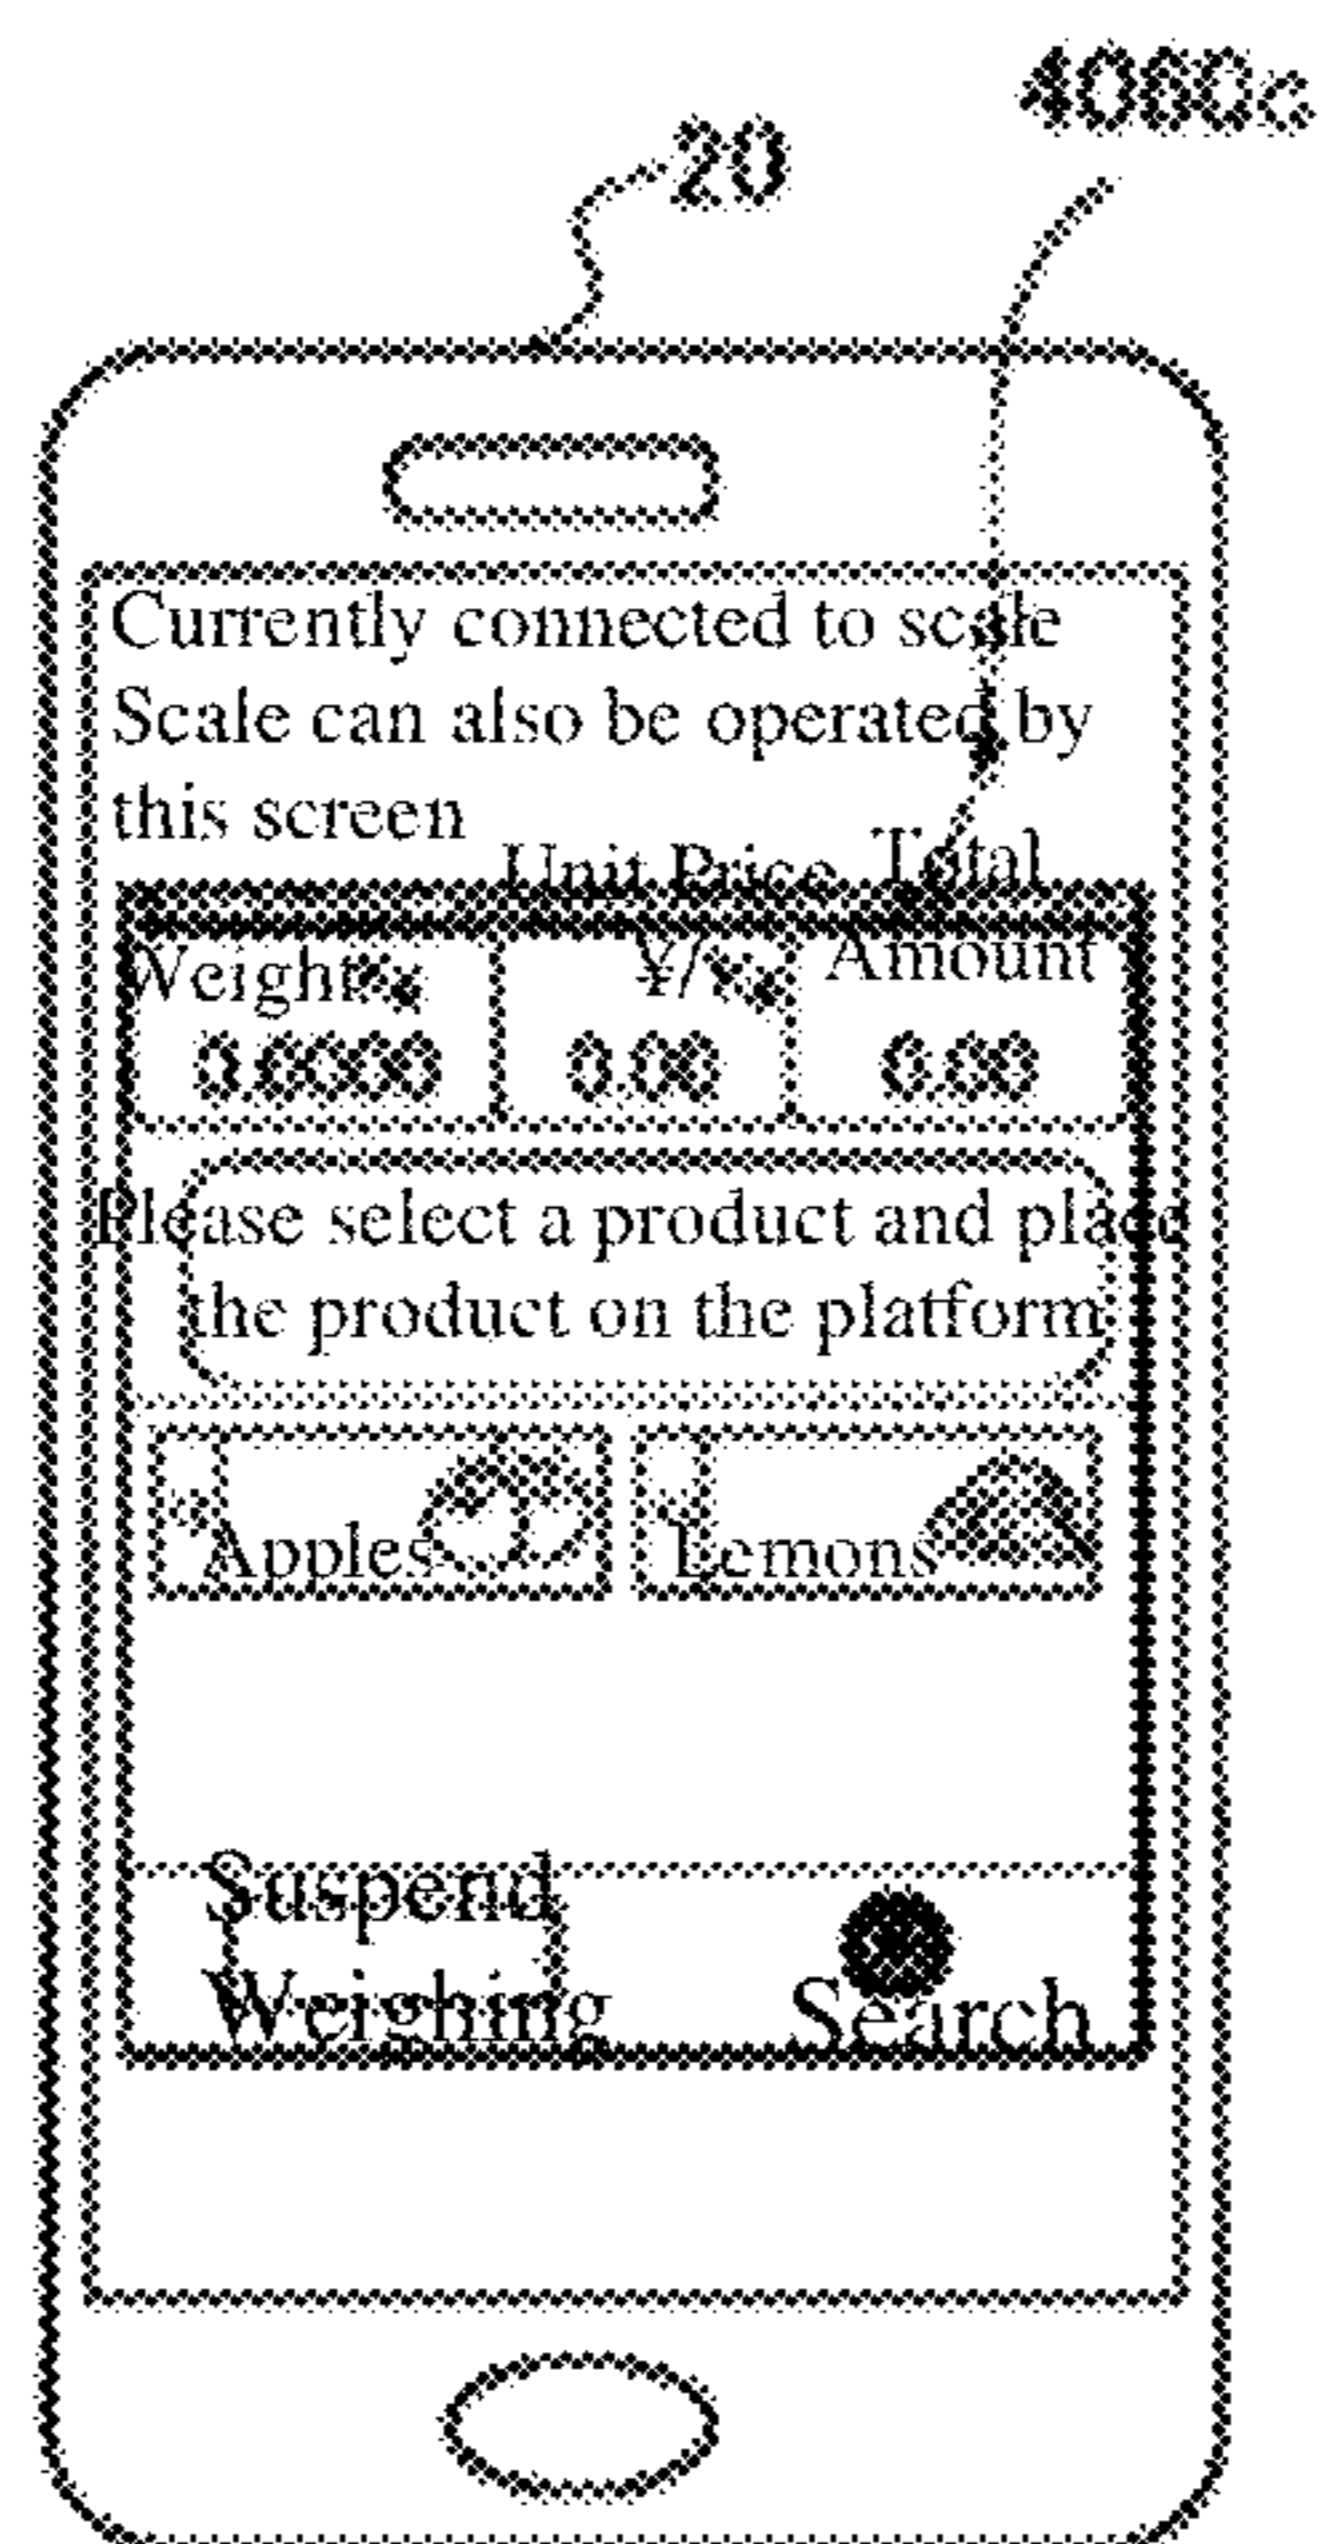 4060c
20
Currently connected to scale
Scale can also be operated by
this screen
Unit Price Total
Weight ¥/ Amount
0.00 0.00
Please select a product and place
the product on the platform
Apples Lemons
Suspend
Weighing Search